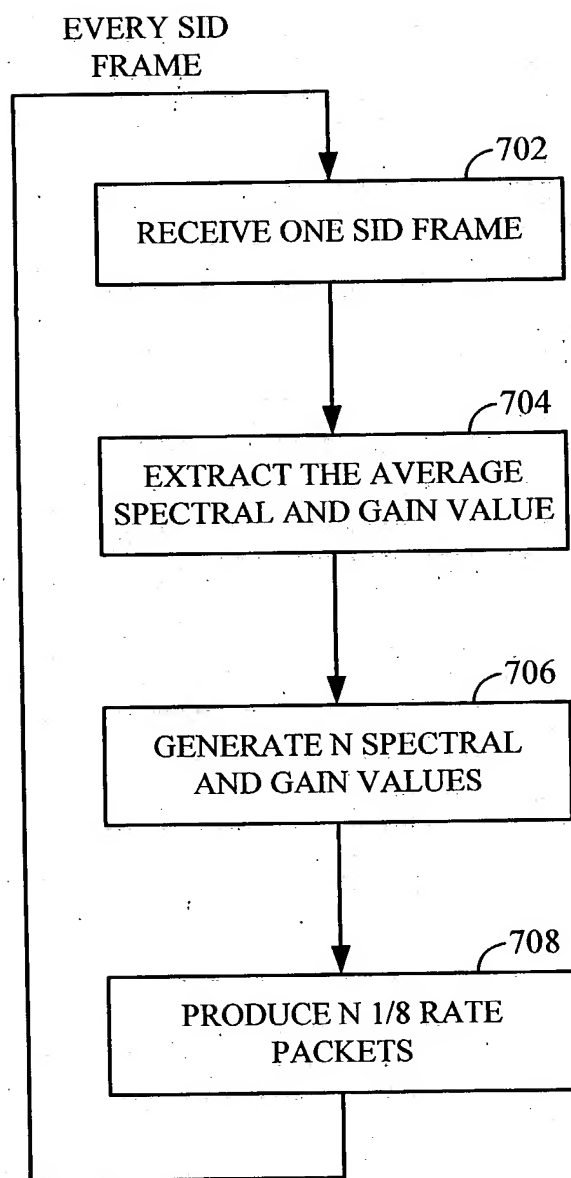 EVERY SID
FRAME
702
RECEIVE ONE SID FRAME
704
EXTRACT THE AVERAGE
SPECTRAL AND GAIN VALUE
706
GENERATE N SPECTRAL
AND GAIN VALUES
708
PRODUCE N 1/8 RATE
PACKETS